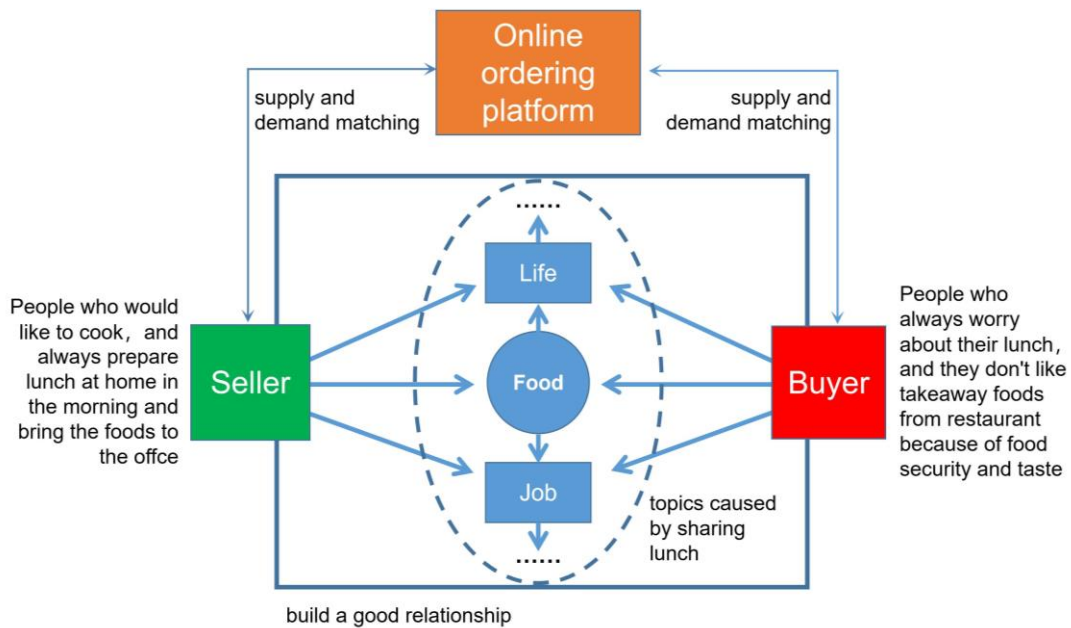 Online
ordering
platform
supply and
demand matching
supply and
demand matching
......
Life
People who would
like to cook，and
always prepare
lunch at home in
the morning and
bring the foods to
the offce
Seller
Food
Buyer
People who
always worry
about their lunch，
and they don't like
takeaway foods
from restaurant
because of food
security and taste
Job
topics caused
by sharing
lunch
......
build a good relationship